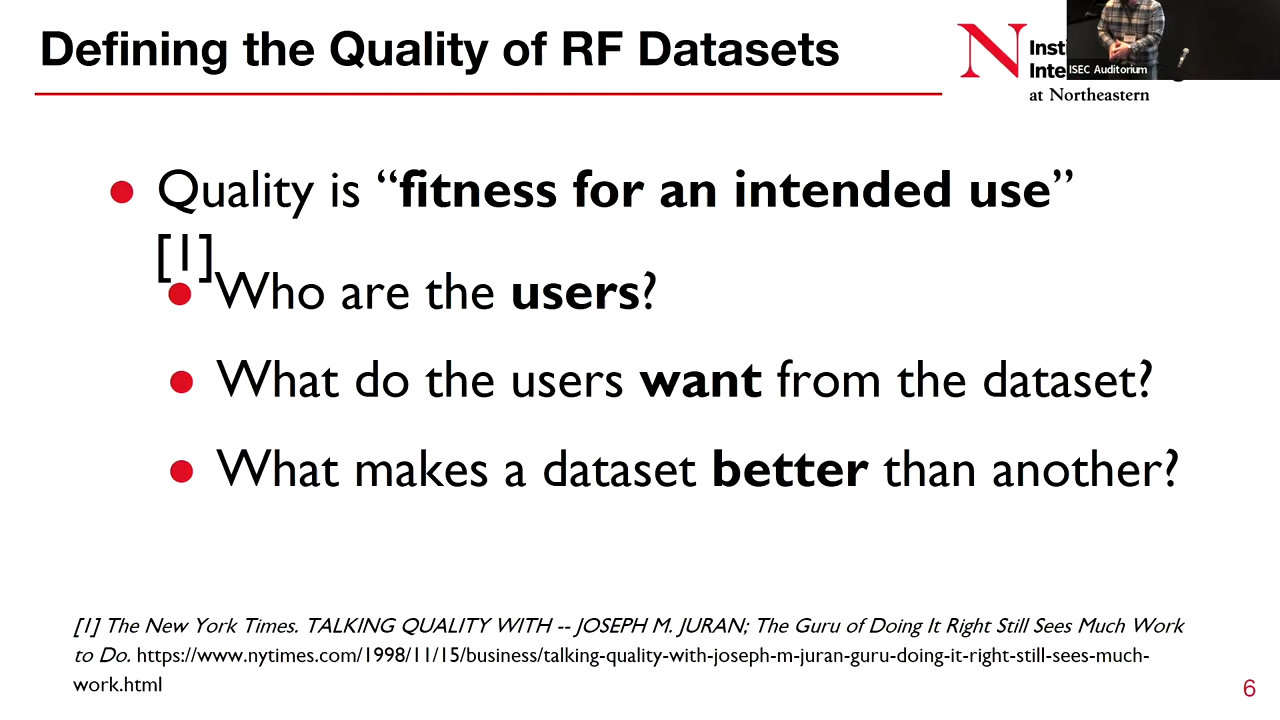 Defining the Quality of RF Datasets
N
Inst
Inte
at Northeastern
ISEC Auditorium
● Quality is “fitness for an intended use”
[1]
● Who are the users?
● What do the users want from the dataset?
● What makes a dataset better than another?
[1] The New York Times. TALKING QUALITY WITH -- JOSEPH M. JURAN; The Guru of Doing It Right Still Sees Much Work
to Do. https://www.nytimes.com/1998/11/15/business/talking-quality-with-joseph-m-juran-guru-doing-it-right-still-sees-much-
work.html
6